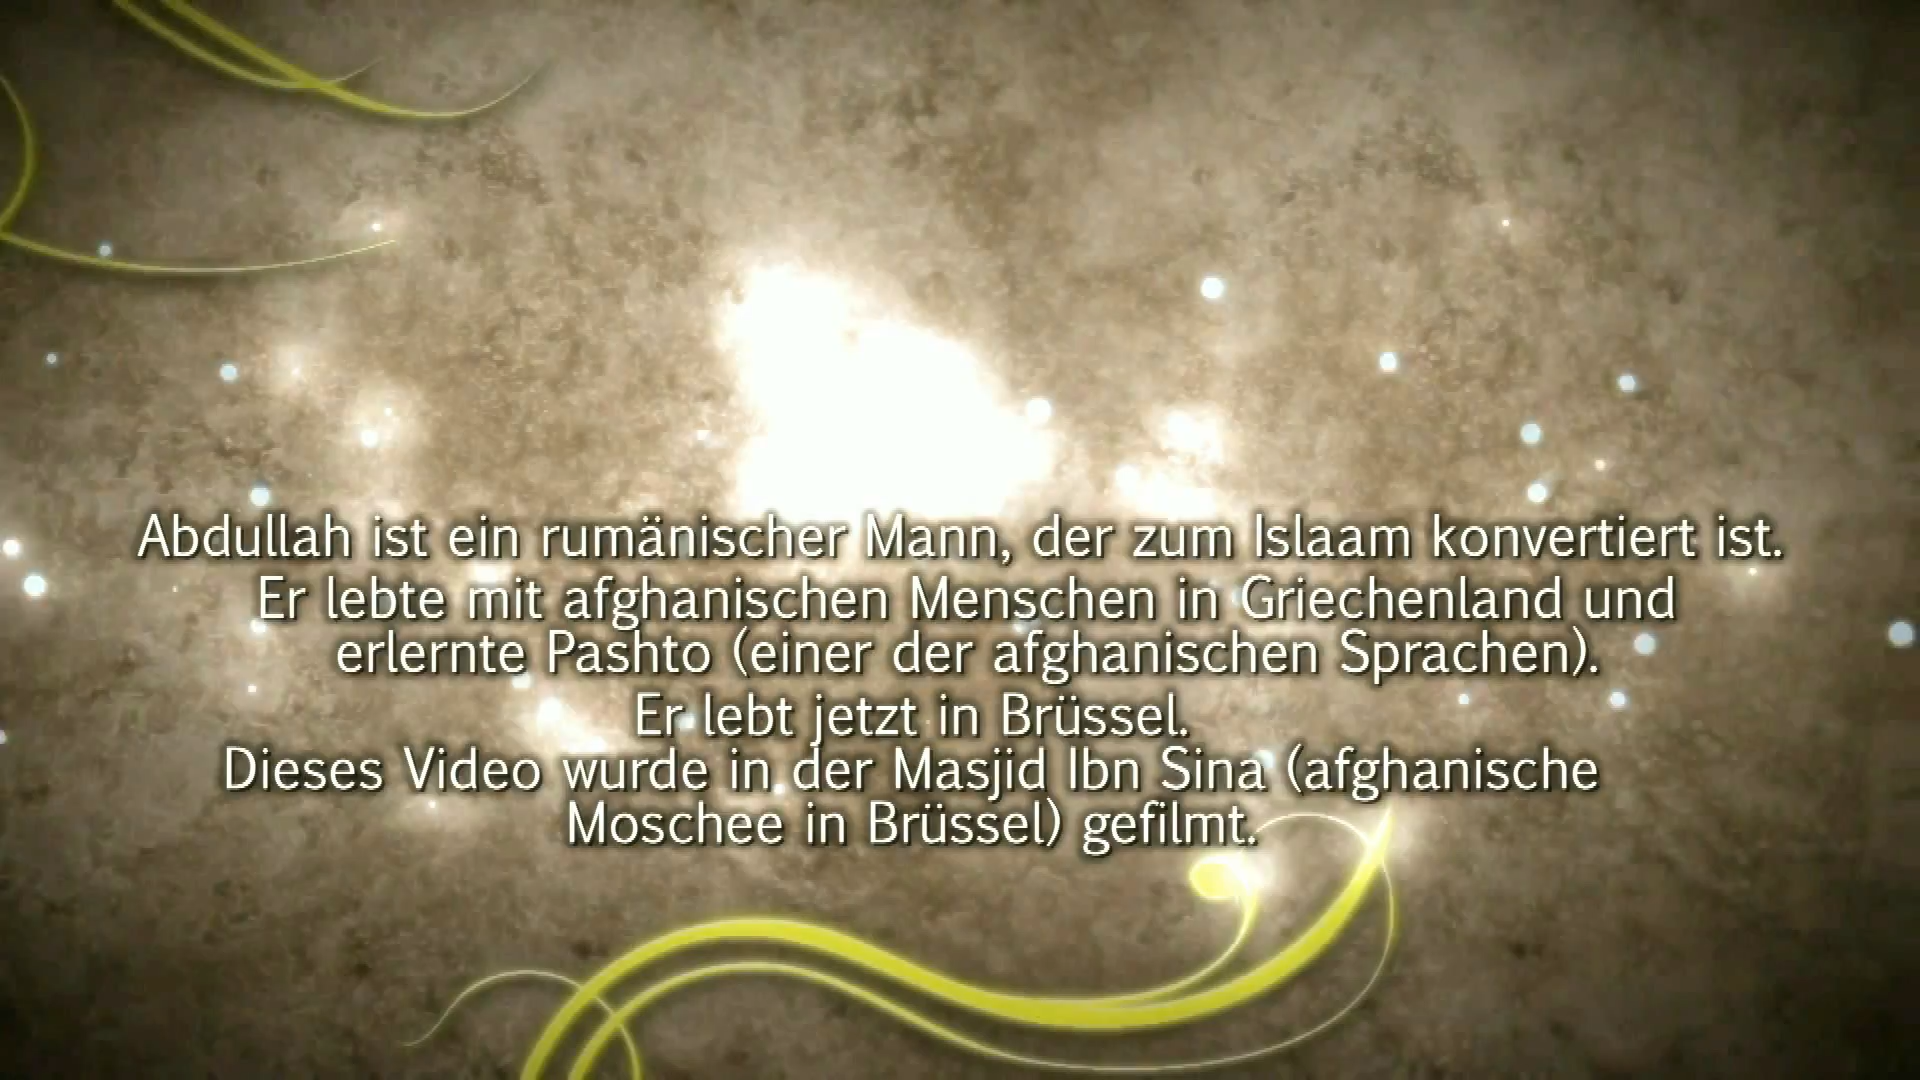 Abdullah ist ein rumänischer Mann, der zum Islaam konvertiert ist.
Er lebte mit afghanischen Menschen in Griechenland und
erlernte Pashto (einer der afghanischen Sprachen).
Er lebt jetzt in Brüssel.
Dieses Video wurde in der Masjid Ibn Sina (afghanische
Moschee in Brüssel) gefilmt.